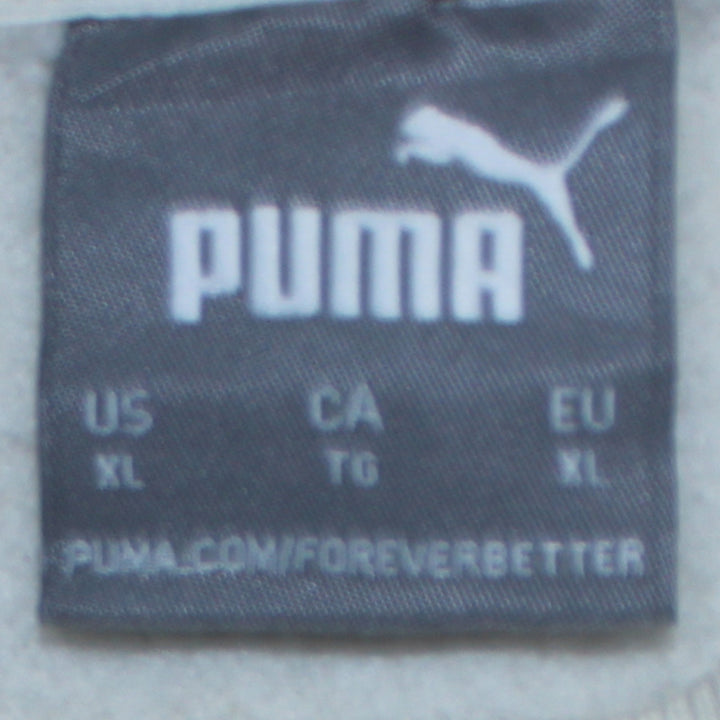 PUMA
US CA EU
XL TG XL
PUMA.COM/FOREVERBETTER